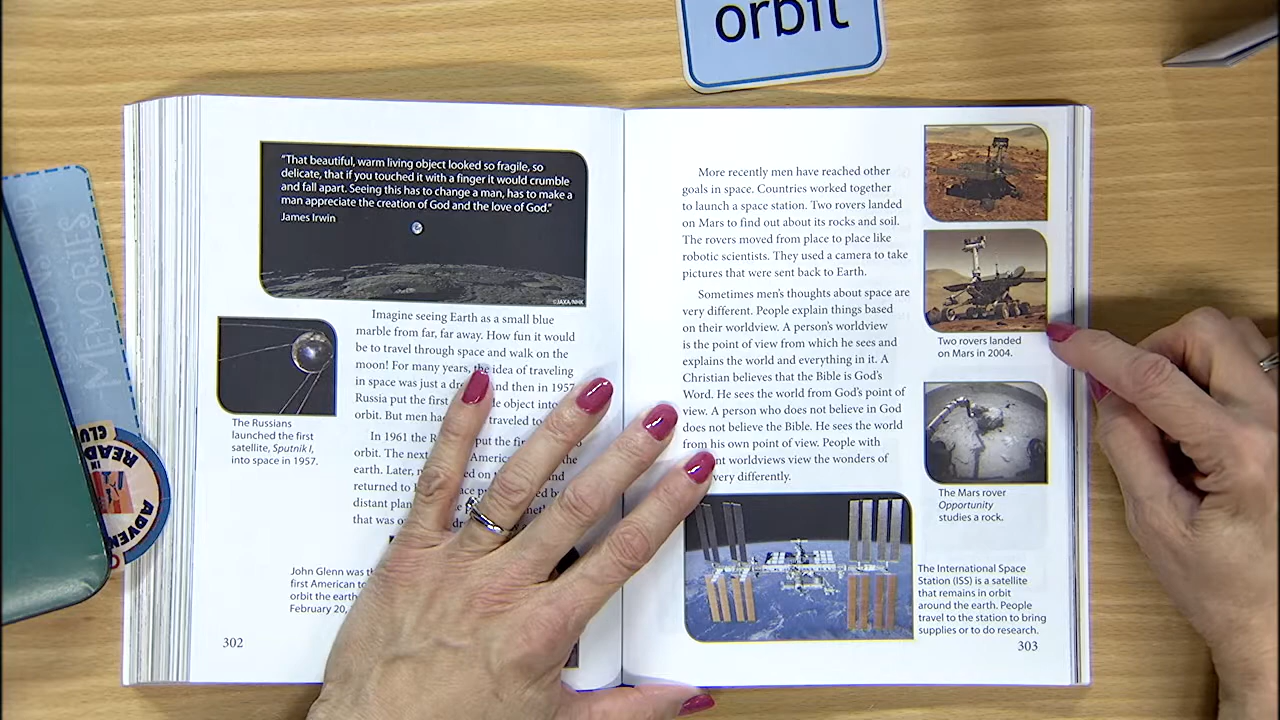 orbit
"That beautiful, warm living object looked so fragile, so
delicate, that if you touched it with a finger it would crumble
and fall apart. Seeing this has to change a man, has to make a
man appreciate the creation of God and the love of God."
James Irwin
©JAXA/NHK
Imagine seeing Earth as a small blue
marble from far, far away. How fun it would
be to travel through space and walk on the
moon! For many years, the idea of traveling
in space was just a And then in 1957
Russia put the first object into
orbit. But men traveled to
The Russians
launched the first
satellite, Sputnik I,
into space in 1957.
In 1961 the put the
orbit. The next the
earth. Later, on and
returned to
distant
that was
John Glenn was
first American to
orbit the earth
February 20,
302
More recently men have reached other
goals in space. Countries worked together
to launch a space station. Two rovers landed
on Mars to find out about its rocks and soil.
The rovers moved from place to place like
robotic scientists. They used a camera to take
pictures that were sent back to Earth.
Sometimes men's thoughts about space are
very different. People explain things based
on their worldview. A person's worldview
is the point of view from which he sees and
explains the world and everything in it. A
Christian believes that the Bible is God's
Word. He sees the world from God's point of
view. A person who does not believe in God
does not believe the Bible. He sees the world
from his own point of view. People with
worldviews view the wonders of
very differently.
Two rovers landed
on Mars in 2004.
The Mars rover
Opportunity
studies a rock.
The International Space
Station (ISS) is a satellite
that remains in orbit
around the earth. People
travel to the station to bring
supplies or to do research.
303
MEMORIES
READING
IN